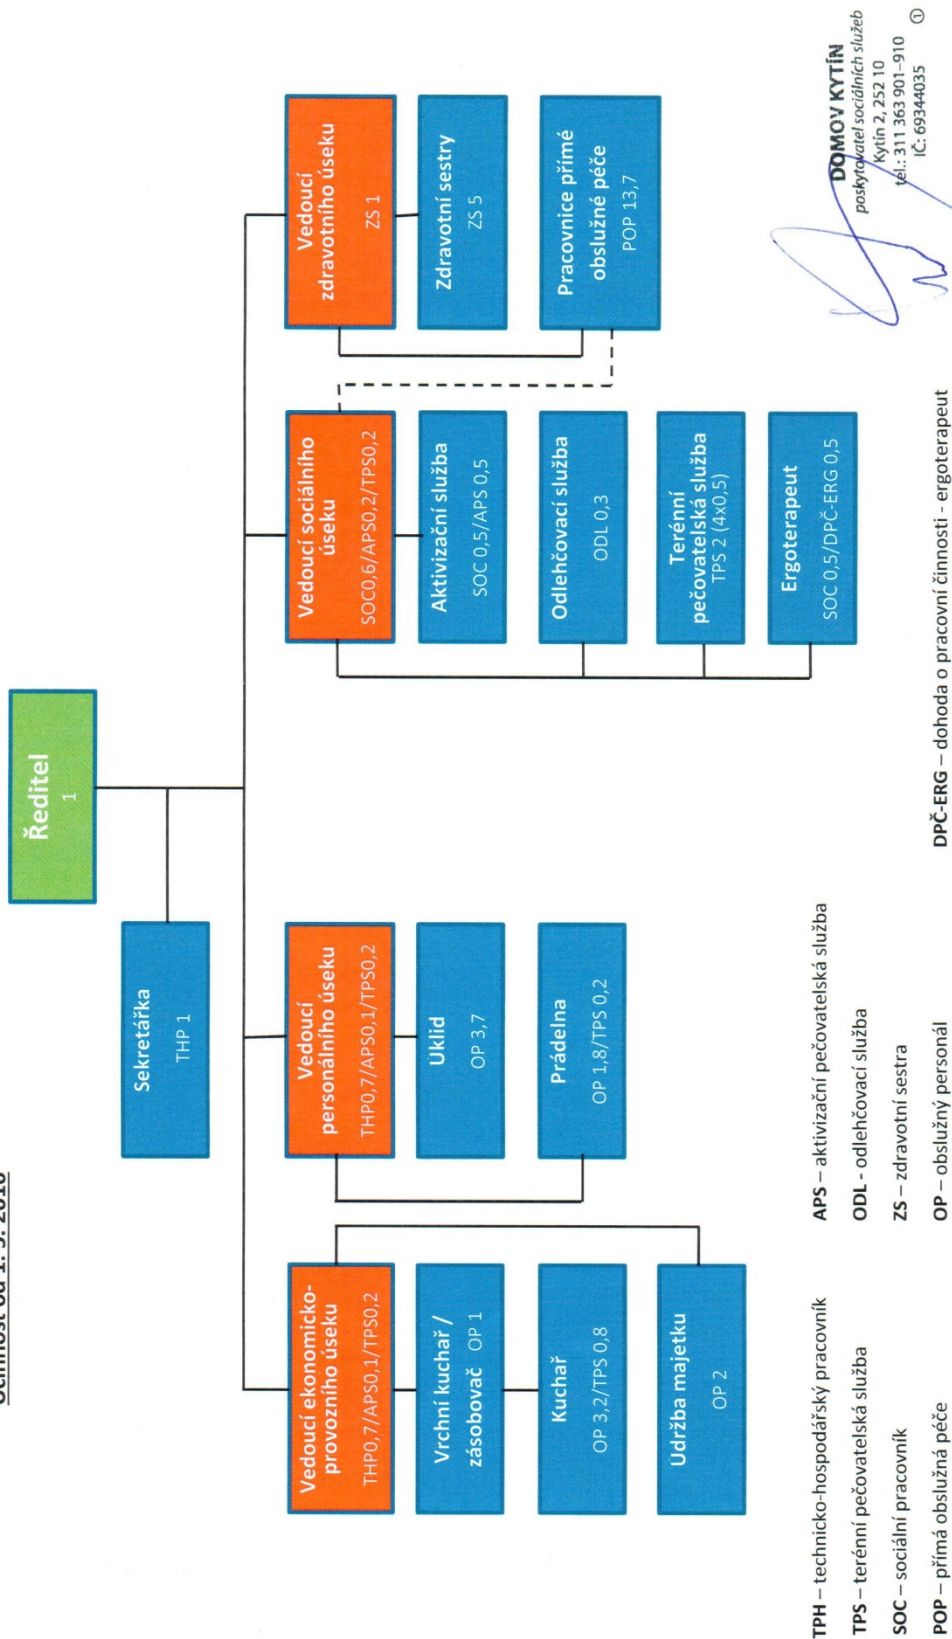 Účinnost od 1. 5. 2016
Ředitel
1
Sekretářka
THP 1
Vedoucí ekonomicko-
provozního úseku
THP0,7/APS0,1/TPS0,2
Vrchní kuchař /
zásobovač OP 1
Kuchař
OP 3,2/TPS 0,8
Udržba majetku
OP 2
Vedoucí
personálního úseku
THP0,7/APS0,1/TPS0,2
Úklid
OP 3,7
Prádelna
OP 1,8/TPS 0,2
Vedoucí sociálního
úseku
SOC0,6/APS0,2/TPS0,2
Aktivizační služba
SOC 0,5/APS 0,5
Odlehčovací služba
ODL 0,3
Terénní
pečovatelská služba
TPS 2 (4x0,5)
Ergoterapeut
SOC 0,5/DPČ-ERG 0,5
Vedoucí
zdravotního úseku
ZS 1
Zdravotní sestry
ZS 5
Pracovnice přímé
obslužné péče
POP 13,7
TPH – technicko-hospodářský pracovník
TPS – terénní pečovatelská služba
SOC – sociální pracovník
POP – přímá obslužná péče
APS – aktivizační pečovatelská služba
ODL - odlehčovací služba
ZS – zdravotní sestra
OP – obslužný personál
DPČ-ERG – dohoda o pracovní činnosti - ergoterapeut
DOMOV KYTÍN
poskytovatel sociálních služeb
Kytín 2, 252 10
tel.: 311 363 901–910
IČ: 69344035 ①